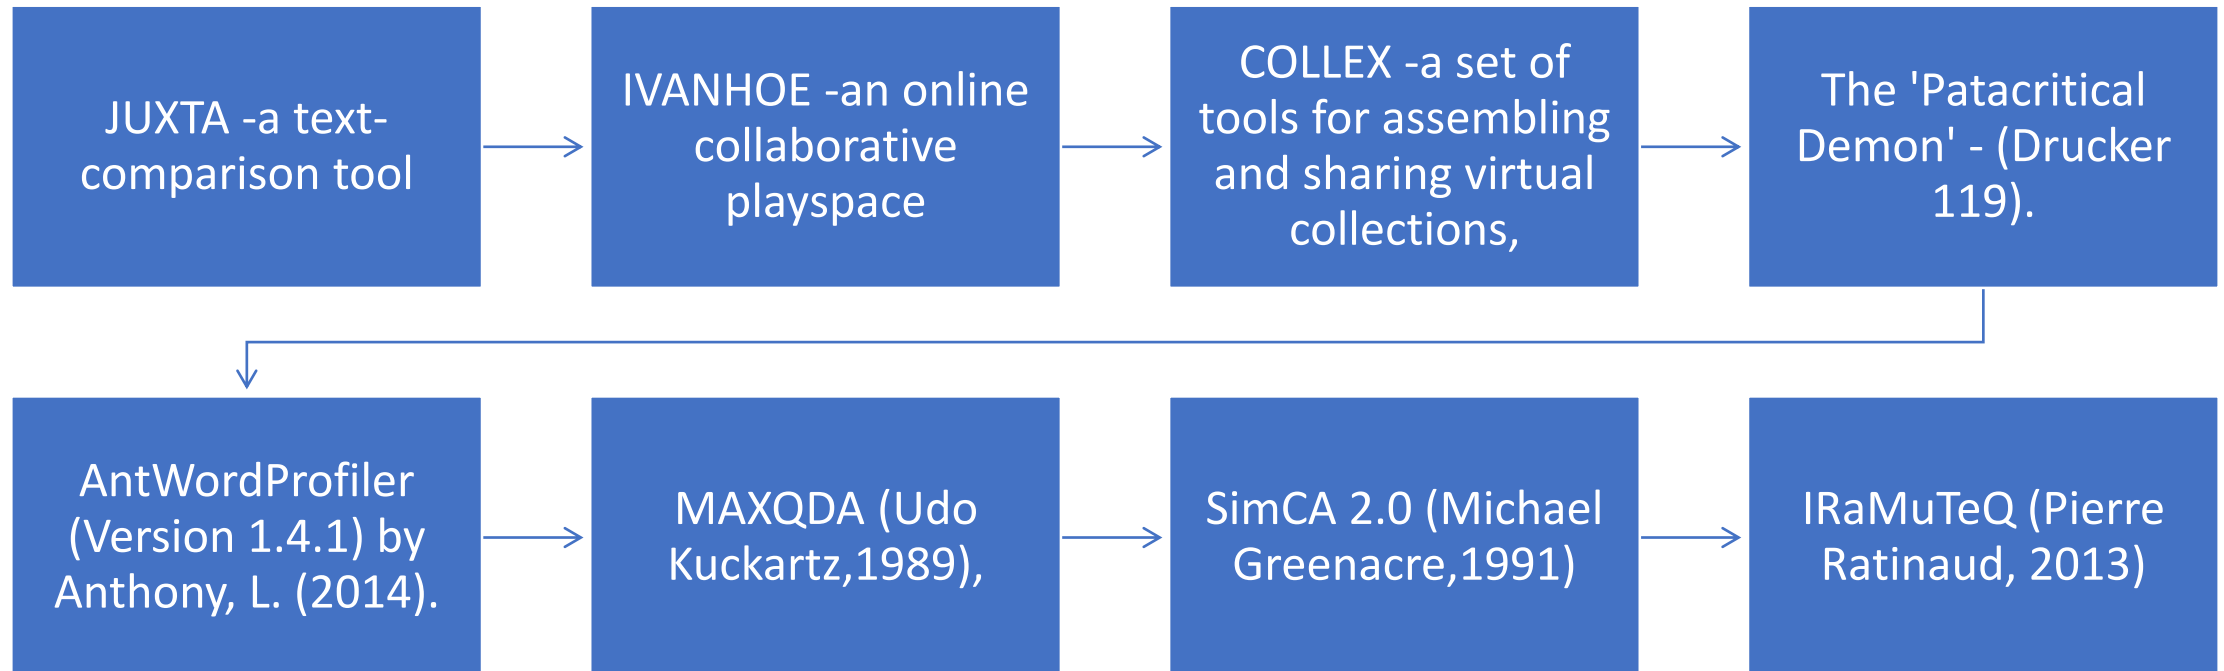 JUXTA -a text-
comparison tool
IVANHOE -an online
collaborative
playspace
COLLEX -a set of
tools for assembling
and sharing virtual
collections,
The 'Patacritical
Demon' - (Drucker
119).
AntWordProfiler
(Version 1.4.1) by
Anthony, L. (2014).
MAXQDA (Udo
Kuckartz,1989),
SimCA 2.0 (Michael
Greenacre,1991)
IRaMuTeQ (Pierre
Ratinaud, 2013)